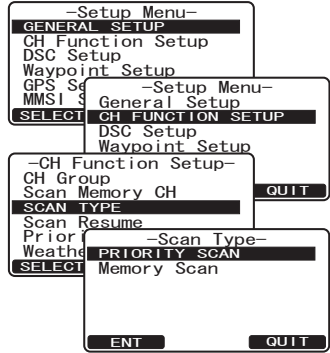 -Setup Menu-
GENERAL SETUP
CH Function Setup
DSC Setup
Waypoint Setup
GPS Se
MMSI S
SELECT
-Setup Menu-
General Setup
CH FUNCTION SETUP
DSC Setup
Waypoint Setup
QUIT
-CH Function Setup-
CH Group
Scan Memory CH
SCAN TYPE
Scan Resume
Priori
Weathe
SELECT
-Scan Type-
PRIORITY SCAN
Memory Scan
ENT
QUIT